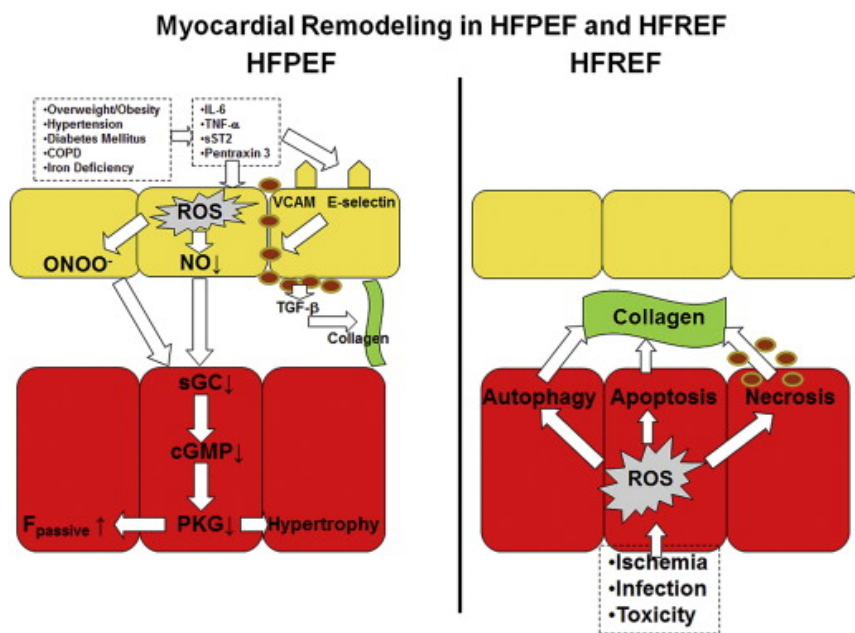 Myocardial Remodeling in HFPEF and HFREF
HFPEF
•Overweight/Obesity
•Hypertension
•Diabetes Mellitus
•COPD
•Iron Deficiency
•IL-6
•TNF-α
•sST2
•Pentraxin 3
VCAM
E-selectin
ROS
ONOO⁻
NO↓
TGF-β
Collagen
sGC↓
cGMP↓
Fpassive ↑
PKG↓
Hypertrophy
HFREF
Collagen
Autophagy
Apoptosis
Necrosis
ROS
•Ischemia
•Infection
•Toxicity